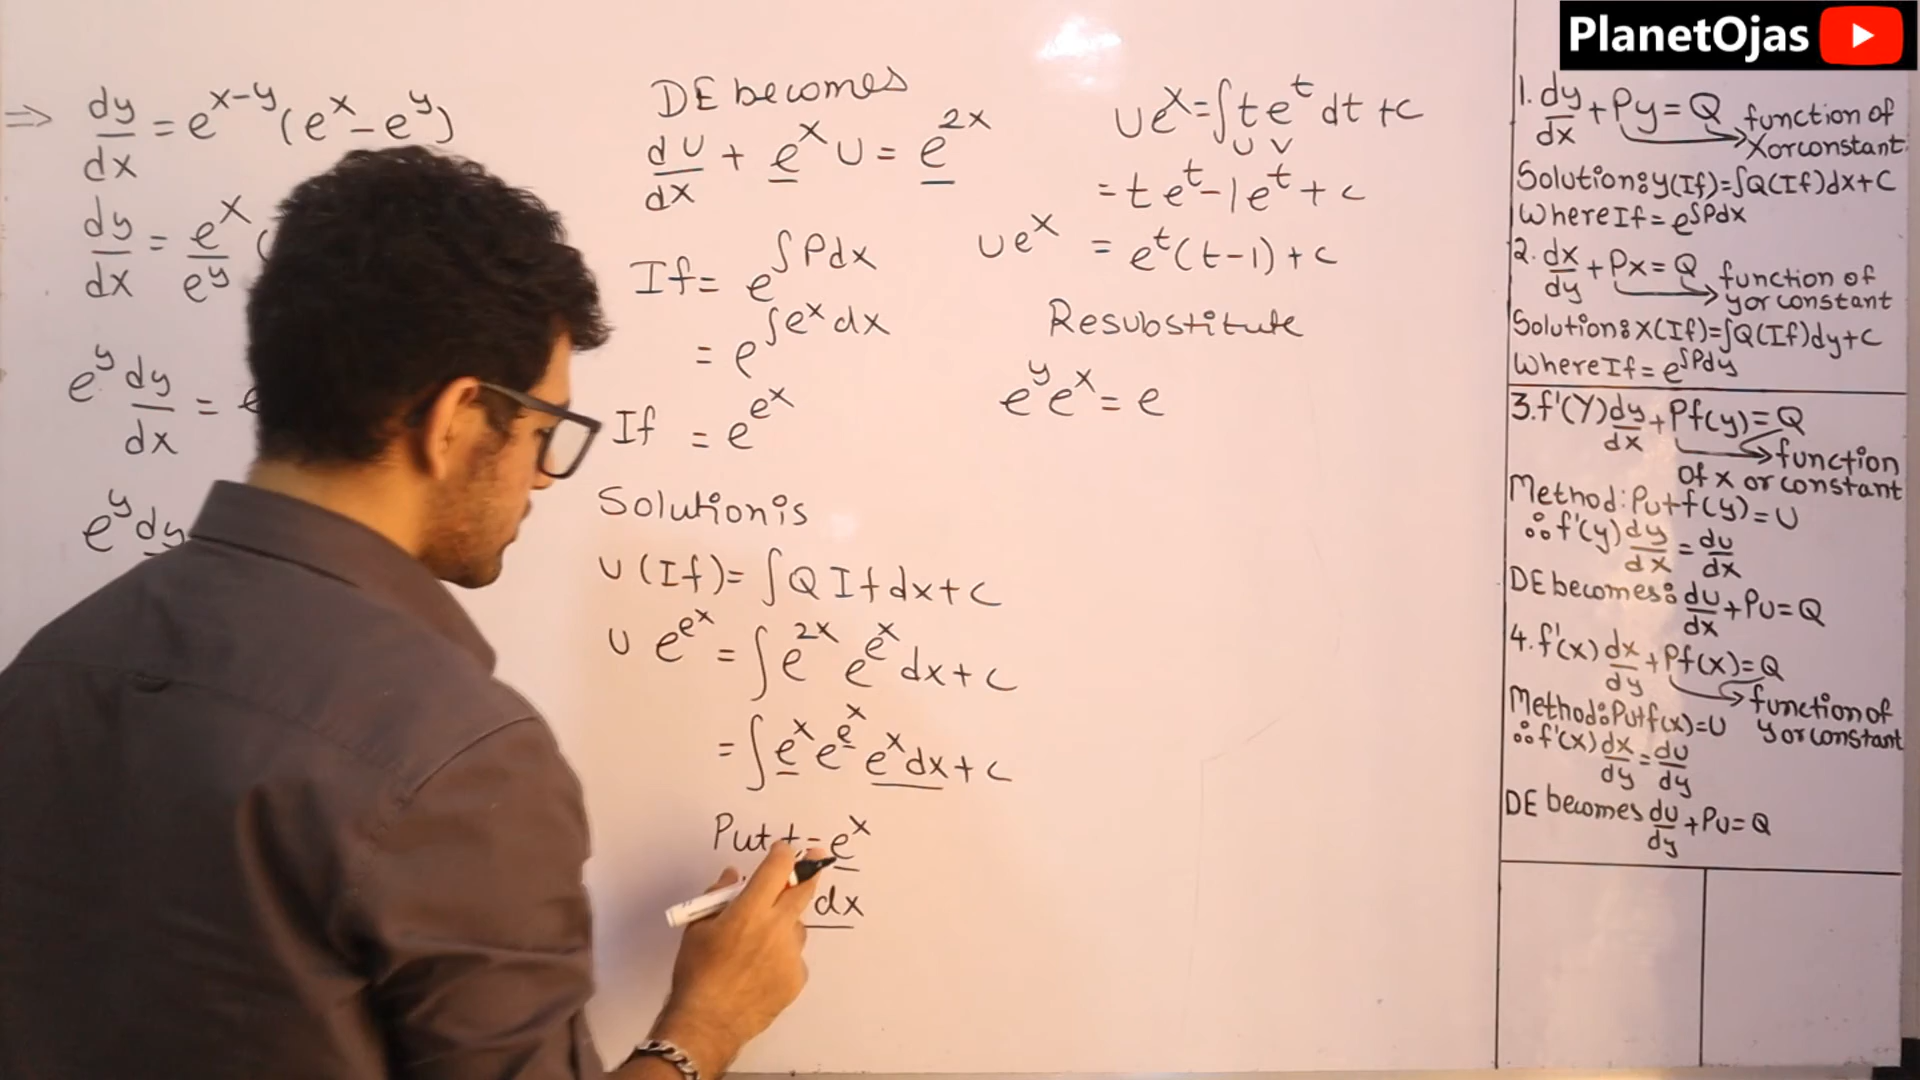 PlanetOjas
⇒ dy/dx = e^(x-y) (e^x - e^y)
dy/dx = e^x/e^y (
e^y dy/dx =
e^y dy
DE becomes
dU/dx + e^x U = e^2x
If = e^∫Pdx
= e^∫e^x dx
If = e^e^x
Solution is
U (If) = ∫Q If dx + C
U e^e^x = ∫e^2x e^e^x dx + C
= ∫e^x e^e^x e^x dx + C
Put t = e^x
dx
Ue^x = ∫t e^t dt + C
U V
= t e^t - 1 e^t + C
Ue^x = e^t (t-1) + C
Resubstitute
e^y e^x = e
1. dy/dx + Py = Q function of
X or constant
Solution: y(If) = ∫Q(If)dx + C
Where If = e^∫Pdx
2. dx/dy + Px = Q function of
y or constant
Solution: X(If) = ∫Q(If)dy + C
Where If = e^∫Pdy
3. f'(Y) dy/dx + Pf(y) = Q
function
of x or constant
Method: Put f(y) = U
∴ f'(y) dy/dx = du/dx
DE becomes: du/dx + Pu = Q
4. f'(x) dx/dy + Pf(x) = Q
function of
y or constant
Method: Put f(x) = U
∴ f'(x) dx/dy = du/dy
DE becomes du/dy + Pu = Q